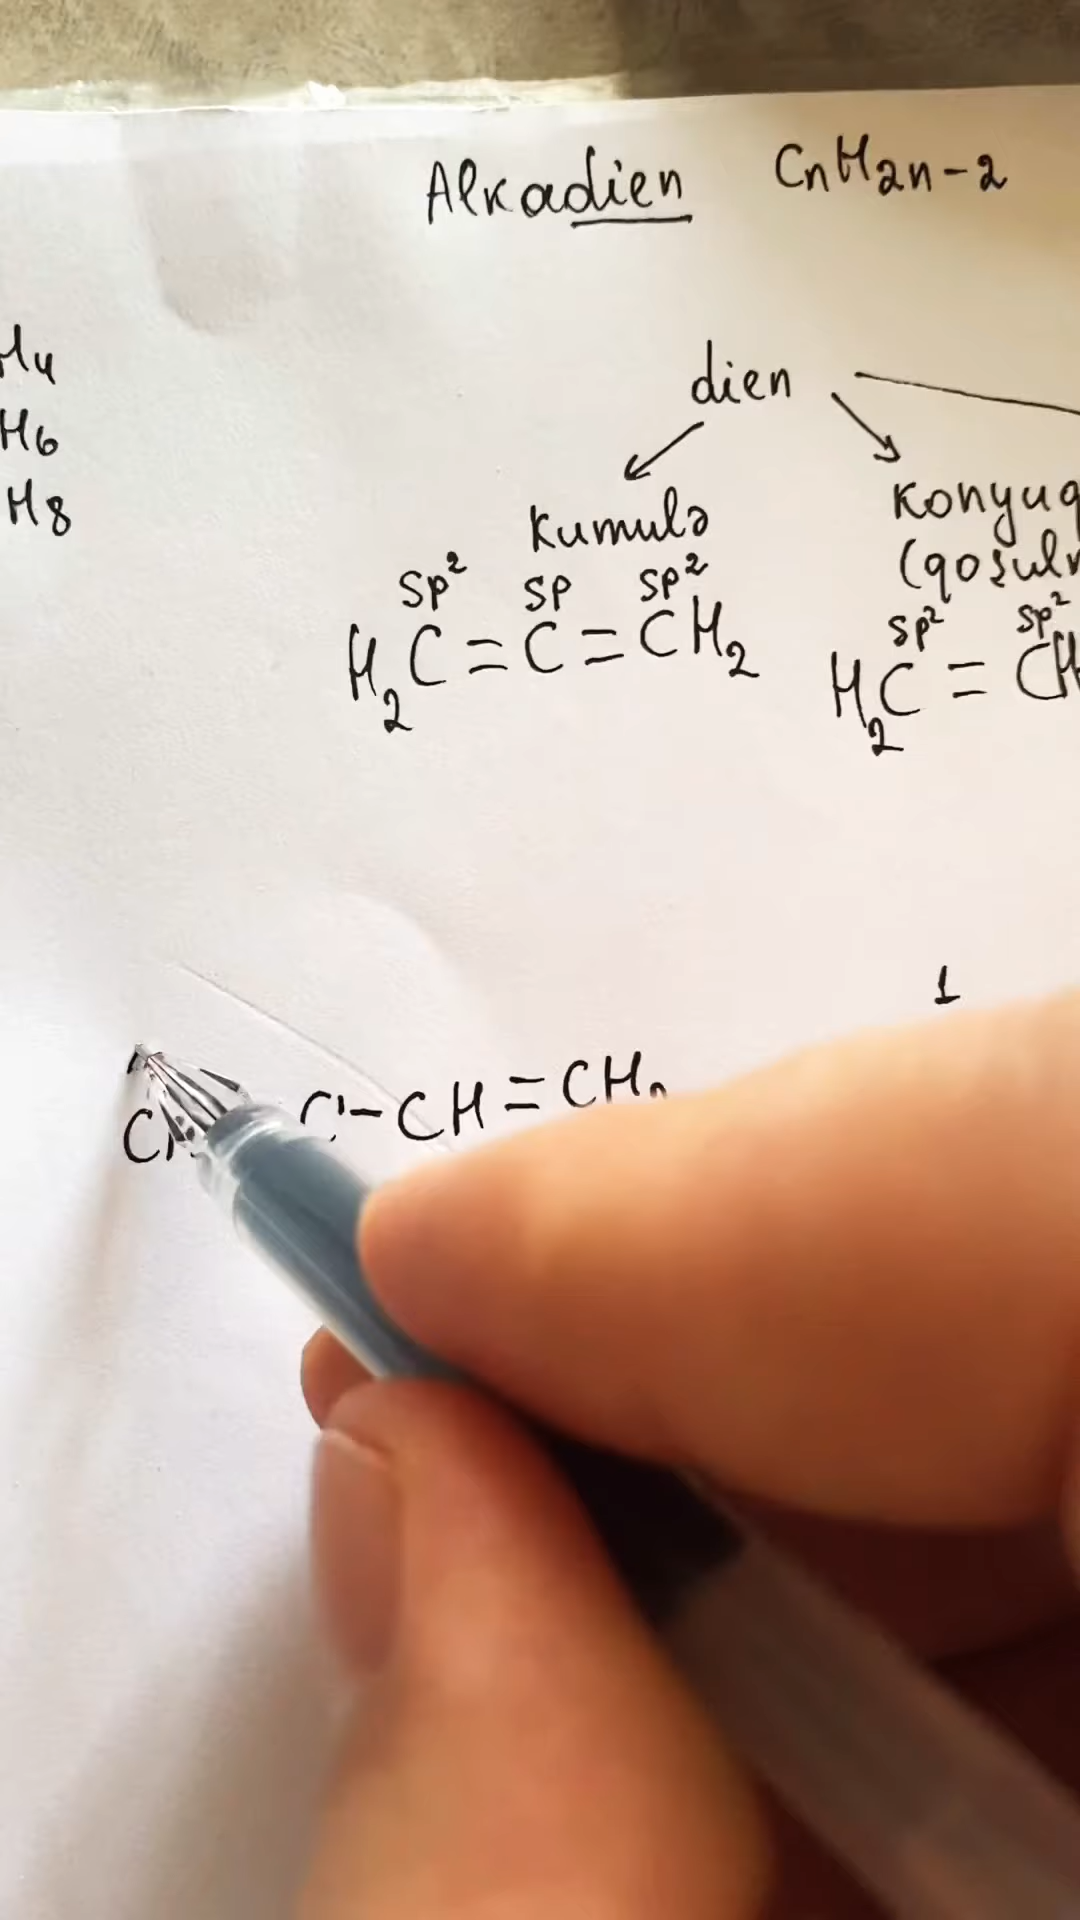 Alkadien CnH2n-2
H4
dien
H6
H8
Kumulə
Konyuq
(qoşulm
sp² sp sp²
sp² sp²
H2C=C=CH2
H2C=CH
1
C-CH=CH2